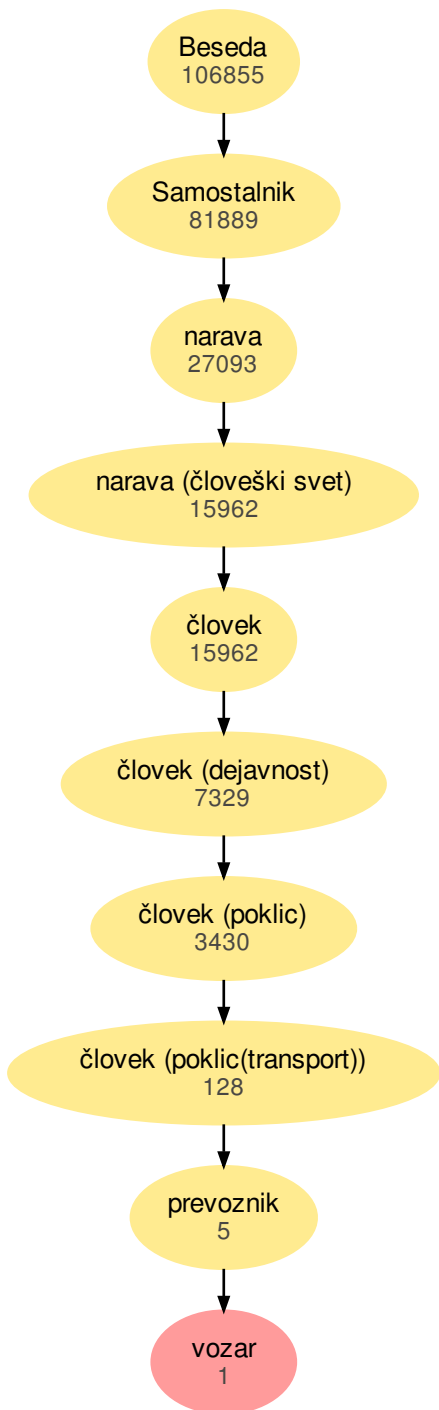 Beseda
106855
Samostalnik
81889
narava
27093
narava (človeški svet)
15962
človek
15962
človek (dejavnost)
7329
človek (poklic)
3430
človek (poklic(transport))
128
prevoznik
5
vozar
1